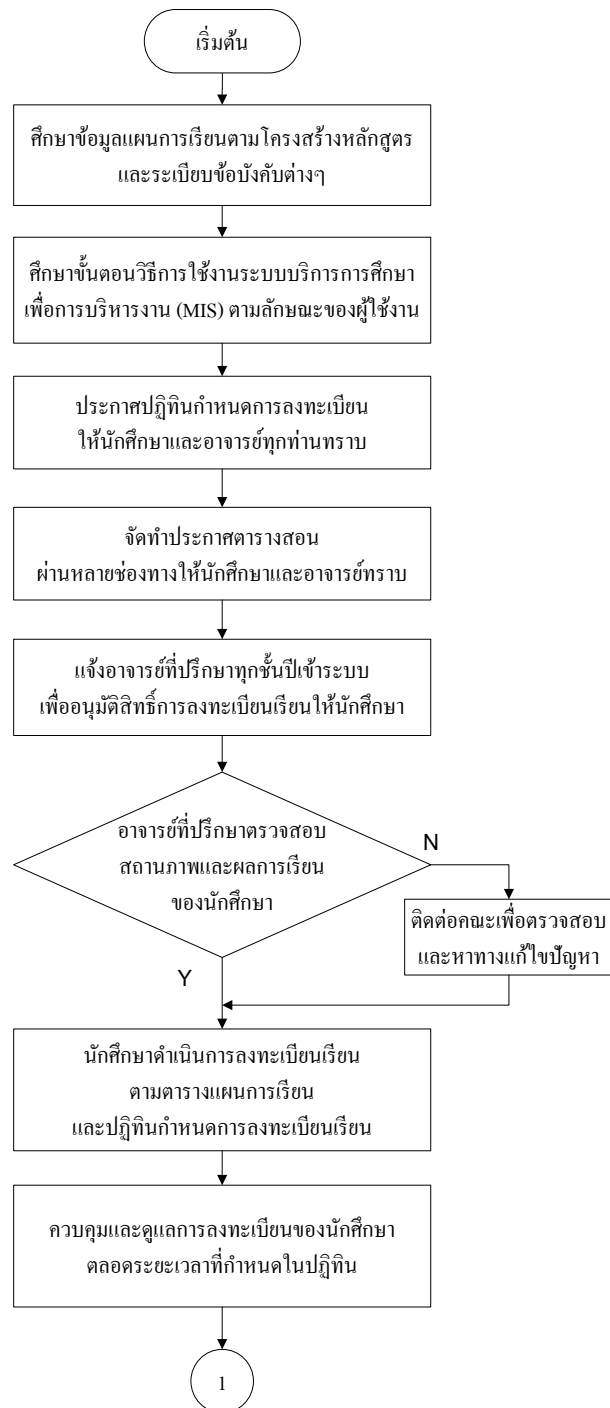 เริ่มต้น
ศึกษาข้อมูลแผนการเรียนตามโครงสร้างหลักสูตร
และระเบียบข้อบังคับต่างๆ
ศึกษาขั้นตอนวิธีการใช้งานระบบบริการการศึกษา
เพื่อการบริหารงาน (MIS) ตามลักษณะของผู้ใช้งาน
ประกาศปฏิทินกำหนดการลงทะเบียน
ให้นักศึกษาและอาจารย์ทุกท่านทราบ
จัดทำประกาศตารางสอน
ผ่านหลายช่องทางให้นักศึกษาและอาจารย์ทราบ
แจ้งอาจารย์ที่ปรึกษาทุกชั้นปีเข้าระบบ
เพื่ออนุมัติสิทธิ์การลงทะเบียนเรียนให้นักศึกษา
อาจารย์ที่ปรึกษาตรวจสอบ
สถานภาพและผลการเรียน
ของนักศึกษา
N
ติดต่อคณะเพื่อตรวจสอบ
และหาทางแก้ไขปัญหา
Y
นักศึกษาดำเนินการลงทะเบียนเรียน
ตามตารางแผนการเรียน
และปฏิทินกำหนดการลงทะเบียนเรียน
ควบคุมและดูแลการลงทะเบียนของนักศึกษา
ตลอดระยะเวลาที่กำหนดในปฏิทิน
1